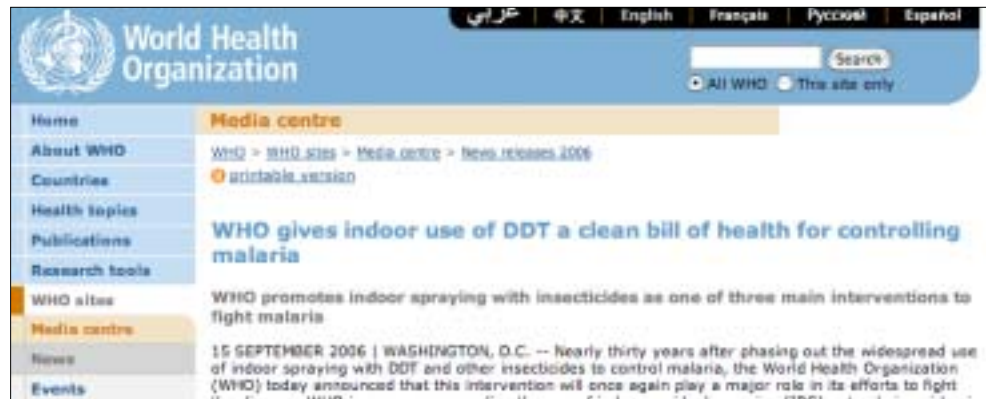 عربي | 中文 | English | Français | Русский | Español
World Health
Organization
Search
All WHO This site only
Home
About WHO
Countries
Health topics
Publications
Research tools
WHO sites
Media centre
News
Events
Media centre
WHO > WHO sites > Media centre > News releases 2006
printable version
WHO gives indoor use of DDT a clean bill of health for controlling
malaria
WHO promotes indoor spraying with insecticides as one of three main interventions to
fight malaria
15 SEPTEMBER 2006 | WASHINGTON, D.C. -- Nearly thirty years after phasing out the widespread use
of indoor spraying with DDT and other insecticides to control malaria, the World Health Organization
(WHO) today announced that this intervention will once again play a major role in its efforts to fight